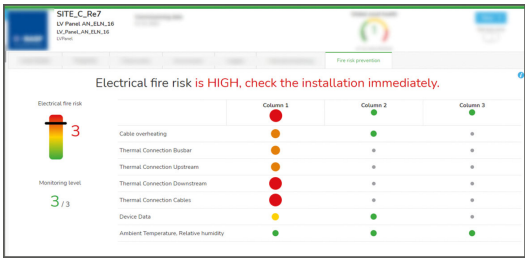 SITE_C_Re7
LV Panel AN_ELN_16
LV_Panel_AN_ELN_16
LVPanel
Fire risk prevention
Electrical fire risk is HIGH, check the installation immediately.
Electrical fire risk
3
Monitoring level
3 / 3
Column 1 Column 2 Column 3
Cable overheating
Thermal Connection Busbar
Thermal Connection Upstream
Thermal Connection Downstream
Thermal Connection Cables
Device Data
Ambient Temperature, Relative humidity